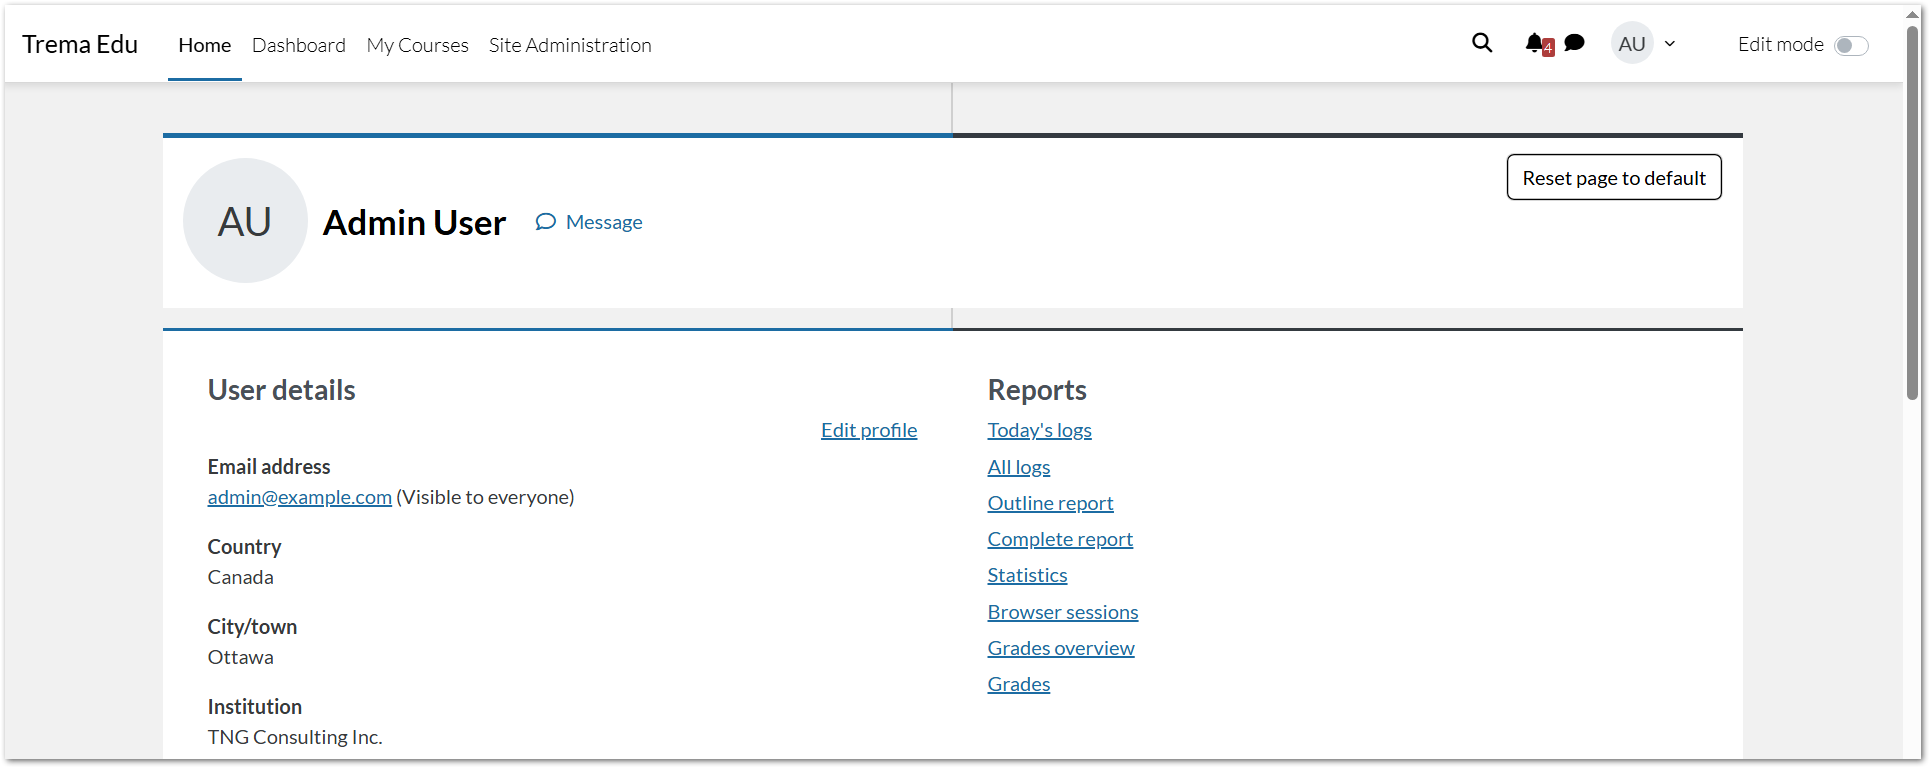 Trema Edu Home Dashboard My Courses Site Administration 4 AU Edit mode
Reset page to default
AU Admin User Message
User details
Edit profile
Email address
admin@example.com (Visible to everyone)
Country
Canada
City/town
Ottawa
Institution
TNG Consulting Inc.
Reports
Today's logs
All logs
Outline report
Complete report
Statistics
Browser sessions
Grades overview
Grades